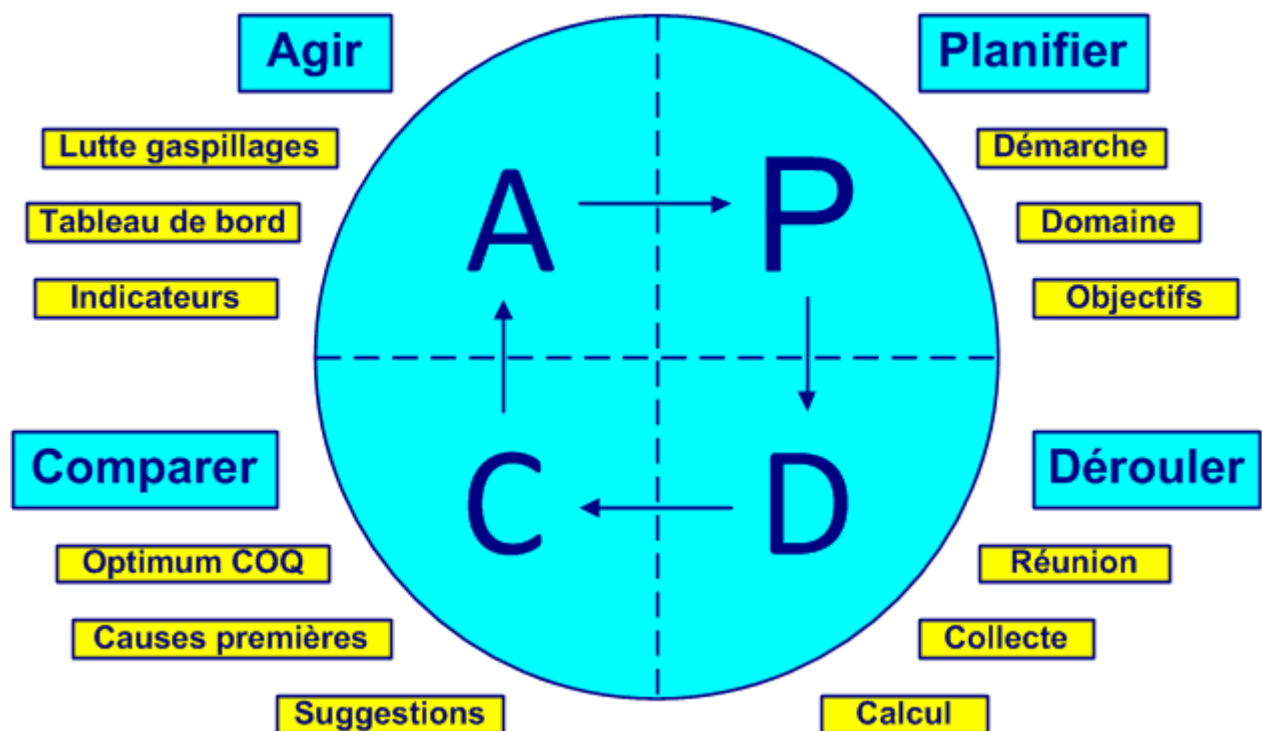 Agir
Planifier
Lutte gaspillages
Démarche
Tableau de bord
Domaine
Indicateurs
Objectifs
A
P
C
D
Comparer
Dérouler
Optimum COQ
Réunion
Causes premières
Collecte
Suggestions
Calcul